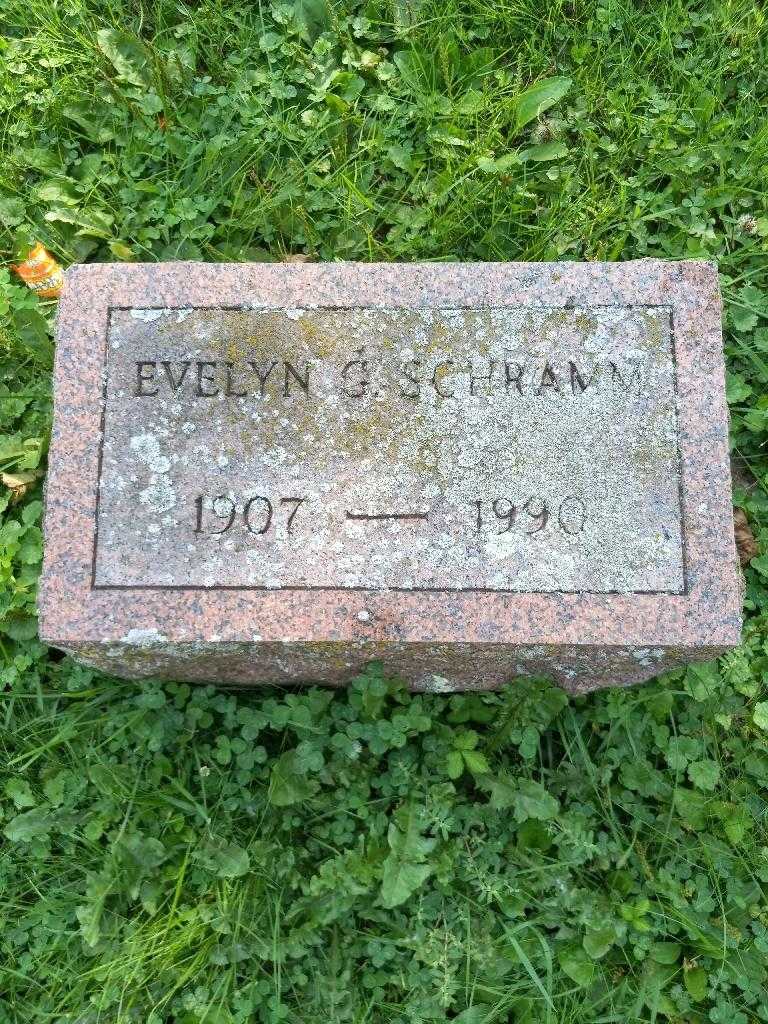 EVELYN G. SCHRAMM
1907 — 1990